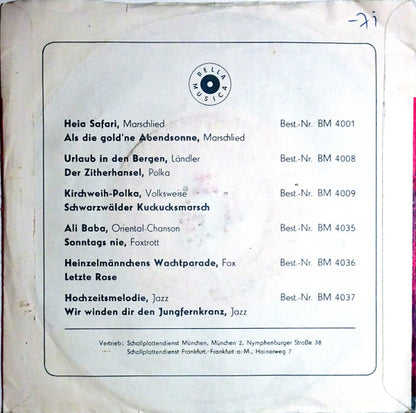 -71
BELLA
MUSICA
Heia Safari, Marschlied Best.-Nr. BM 4001
Als die gold'ne Abendsonne, Marschlied
Urlaub in den Bergen, Ländler Best.-Nr. BM 4008
Der Zitherhansel, Polka
Kirchweih-Polka, Volksweise Best.-Nr. BM 4009
Schwarzwälder Kuckucksmarsch
Ali Baba, Oriental-Chanson Best.-Nr. BM 4035
Sonntags nie, Foxtrott
Heinzelmännchens Wachtparade, Fox Best.-Nr. BM 4036
Letzte Rose
Hochzeitsmelodie, Jazz Best.-Nr. BM 4037
Wir winden dir den Jungfernkranz, Jazz
Vertrieb: Schallplattendienst München, München 2, Nymphenburger Straße 38
Schallplattendienst Frankfurt, Frankfurt a.-M., Hainerweg 7